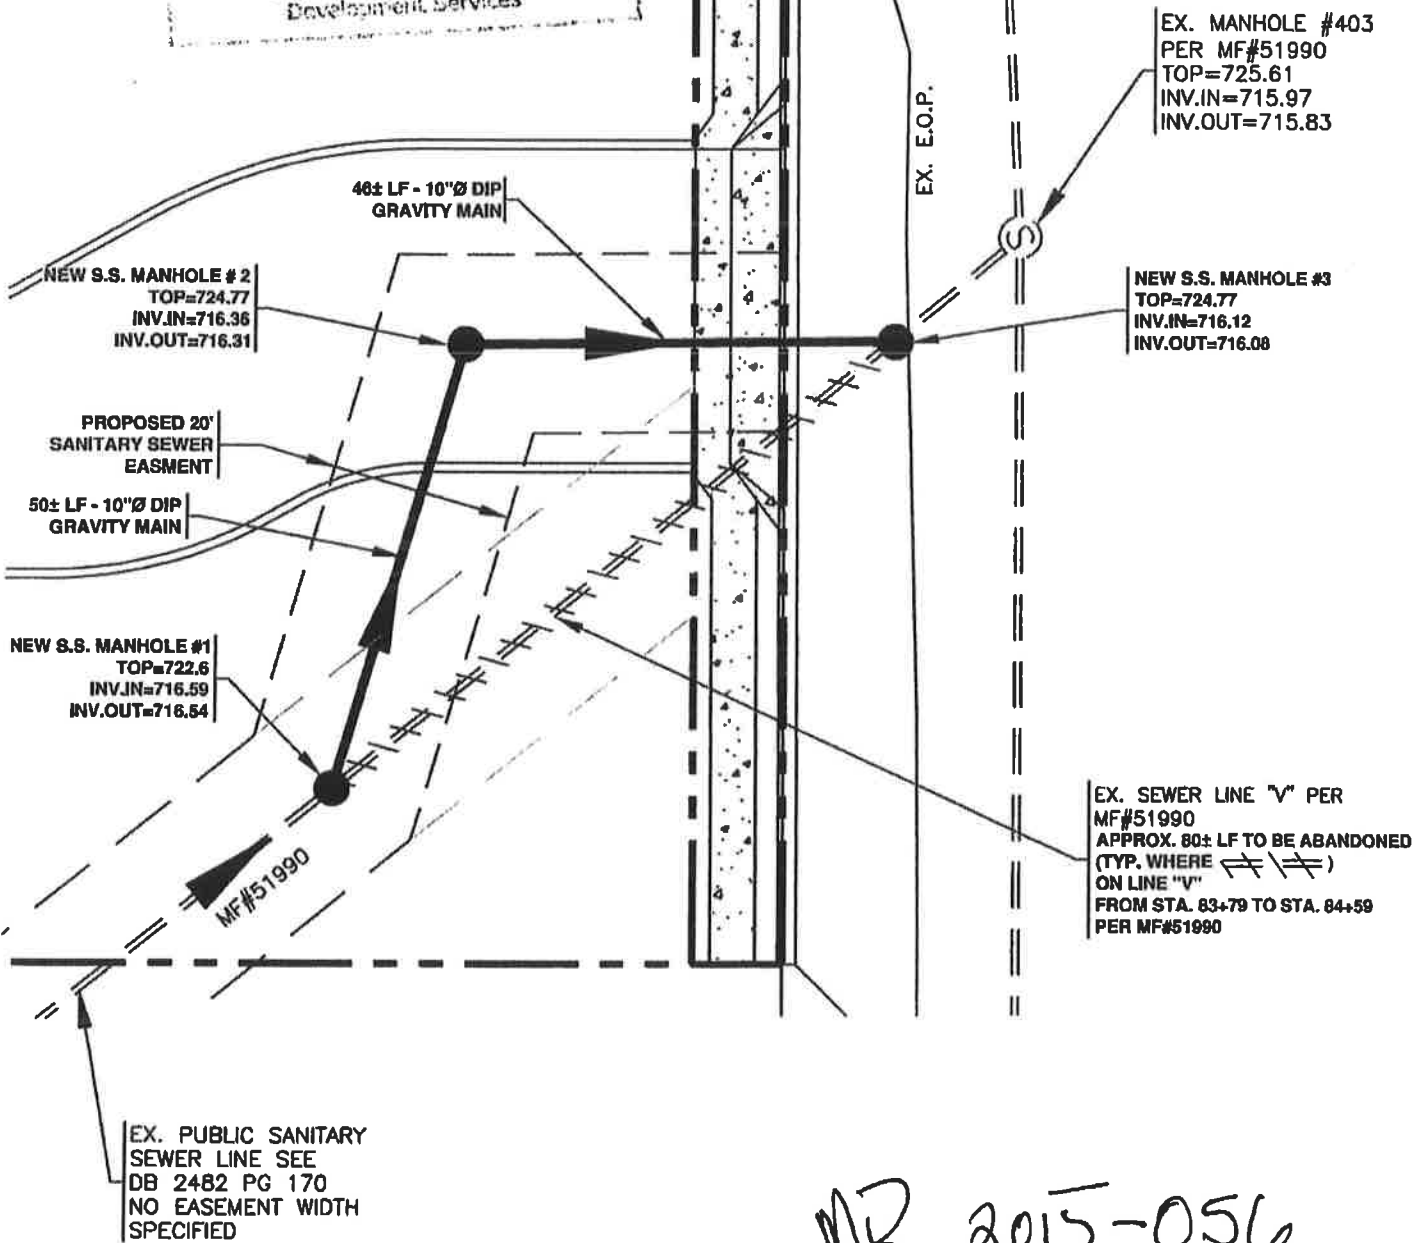 Development Services
EX. MANHOLE #403
PER MF#51990
TOP=725.61
INV.IN=715.97
INV.OUT=715.83
EX. E.O.P.
46± LF - 10"Ø DIP
GRAVITY MAIN
NEW S.S. MANHOLE # 2
TOP=724.77
INV.IN=716.36
INV.OUT=716.31
NEW S.S. MANHOLE #3
TOP=724.77
INV.IN=716.12
INV.OUT=716.08
S
PROPOSED 20'
SANITARY SEWER
EASMENT
50± LF - 10"Ø DIP
GRAVITY MAIN
NEW S.S. MANHOLE #1
TOP=722.6
INV.IN=716.59
INV.OUT=716.54
MF#51990
EX. SEWER LINE "V" PER
MF#51990
APPROX. 80± LF TO BE ABANDONED
(TYP. WHERE )
ON LINE "V"
FROM STA. 83+79 TO STA. 84+59
PER MF#51990
EX. PUBLIC SANITARY
SEWER LINE SEE
DB 2482 PG 170
NO EASEMENT WIDTH
SPECIFIED
2015-056